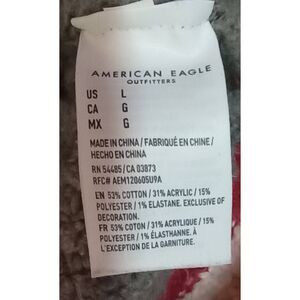 AMERICAN EAGLE
OUTFITTERS
US L
CA G
MX G
MADE IN CHINA / FABRIQUÉ EN CHINE /
HECHO EN CHINA
RN 54485 / CA 03873
RFC# AEM120605U9A
EN 53% COTTON / 31% ACRYLIC / 15%
POLYESTER / 1% ELASTANE. EXCLUSIVE OF
DECORATION.
FR 53% COTON / 31% ACRYLIQUE / 15%
POLYESTER / 1% ÉLASTHANNE. À
L'EXCEPTION DE LA GARNITURE.